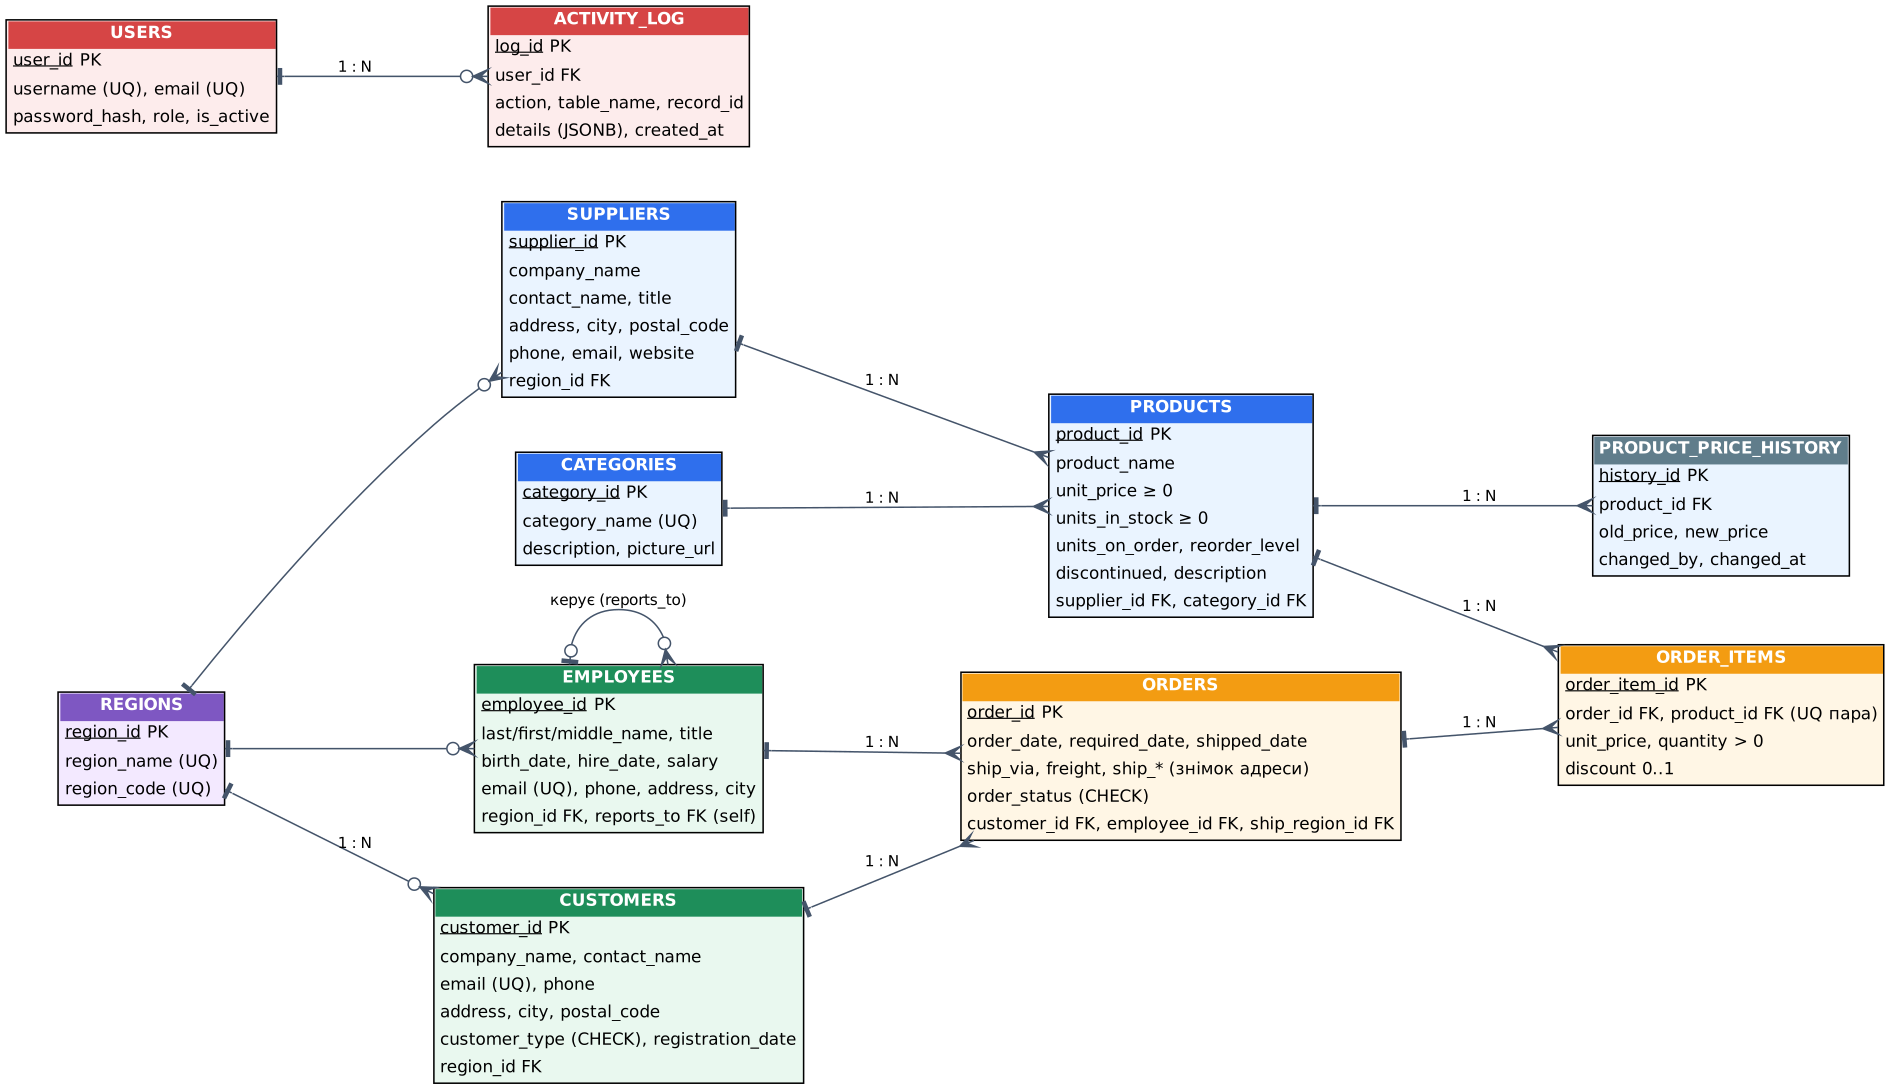 USERS
user_id PK
username (UQ), email (UQ)
password_hash, role, is_active
1 : N
ACTIVITY_LOG
log_id PK
user_id FK
action, table_name, record_id
details (JSONB), created_at
SUPPLIERS
supplier_id PK
company_name
contact_name, title
address, city, postal_code
phone, email, website
region_id FK
1 : N
CATEGORIES
category_id PK
category_name (UQ)
description, picture_url
1 : N
PRODUCTS
product_id PK
product_name
unit_price ≥ 0
units_in_stock ≥ 0
units_on_order, reorder_level
discontinued, description
supplier_id FK, category_id FK
1 : N
PRODUCT_PRICE_HISTORY
history_id PK
product_id FK
old_price, new_price
changed_by, changed_at
1 : N
керує (reports_to)
REGIONS
region_id PK
region_name (UQ)
region_code (UQ)
EMPLOYEES
employee_id PK
last/first/middle_name, title
birth_date, hire_date, salary
email (UQ), phone, address, city
region_id FK, reports_to FK (self)
1 : N
ORDERS
order_id PK
order_date, required_date, shipped_date
ship_via, freight, ship_* (знімок адреси)
order_status (CHECK)
customer_id FK, employee_id FK, ship_region_id FK
1 : N
ORDER_ITEMS
order_item_id PK
order_id FK, product_id FK (UQ пара)
unit_price, quantity > 0
discount 0..1
1 : N
1 : N
CUSTOMERS
customer_id PK
company_name, contact_name
email (UQ), phone
address, city, postal_code
customer_type (CHECK), registration_date
region_id FK